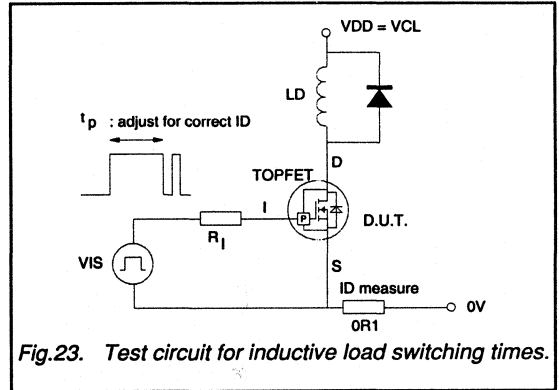 VDD = VCL
LD
t p : adjust for correct ID
D
TOPFET
I
P
D.U.T.
R I
VIS
S
ID measure
0V
0R1
Fig.23. Test circuit for inductive load switching times.